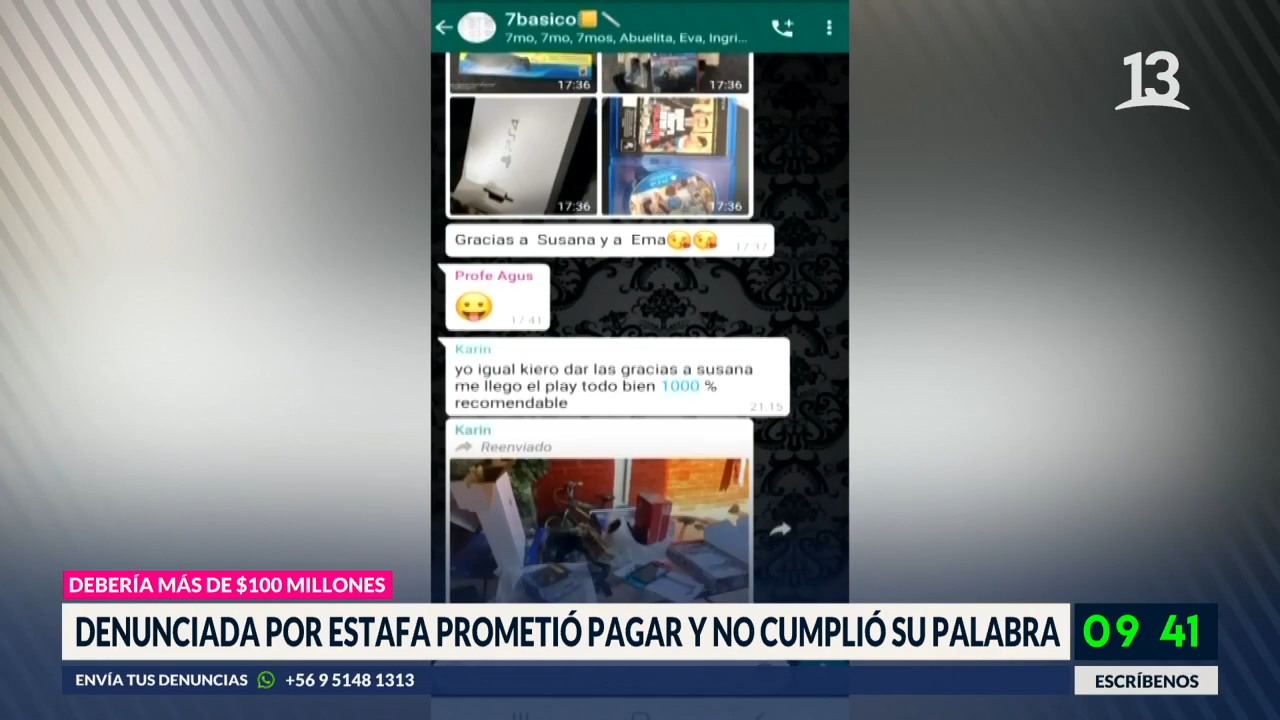 7basico
7mo, 7mo, 7mos, Abuelita, Eva, Ingri...
13
17:36
17:36
PS4
17:36
17:36
Gracias a Susana y a Ema
17:37
Profe Agus
17:41
Karin
yo igual kiero dar las gracias a susana
me llego el play todo bien 1000 %
recomendable
21:15
Karin
Reenviado
DEBERÍA MÁS DE $100 MILLONES
DENUNCIADA POR ESTAFA PROMETIÓ PAGAR Y NO CUMPLIÓ SU PALABRA
09 41
ENVÍA TUS DENUNCIAS +56 9 5148 1313
ESCRÍBENOS